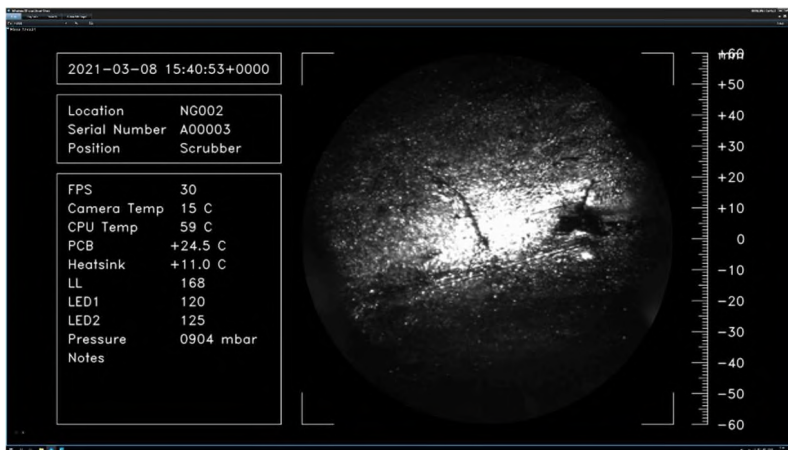 2021-03-08 15:40:53+0000
Location NG002
Serial Number A00003
Position Scrubber
FPS 30
Camera Temp 15 C
CPU Temp 59 C
PCB +24.5 C
Heatsink +11.0 C
LL 168
LED1 120
LED2 125
Pressure 0904 mbar
Notes
+60
mm
+50
+40
+30
+20
+10
0
-10
-20
-30
-40
-50
-60